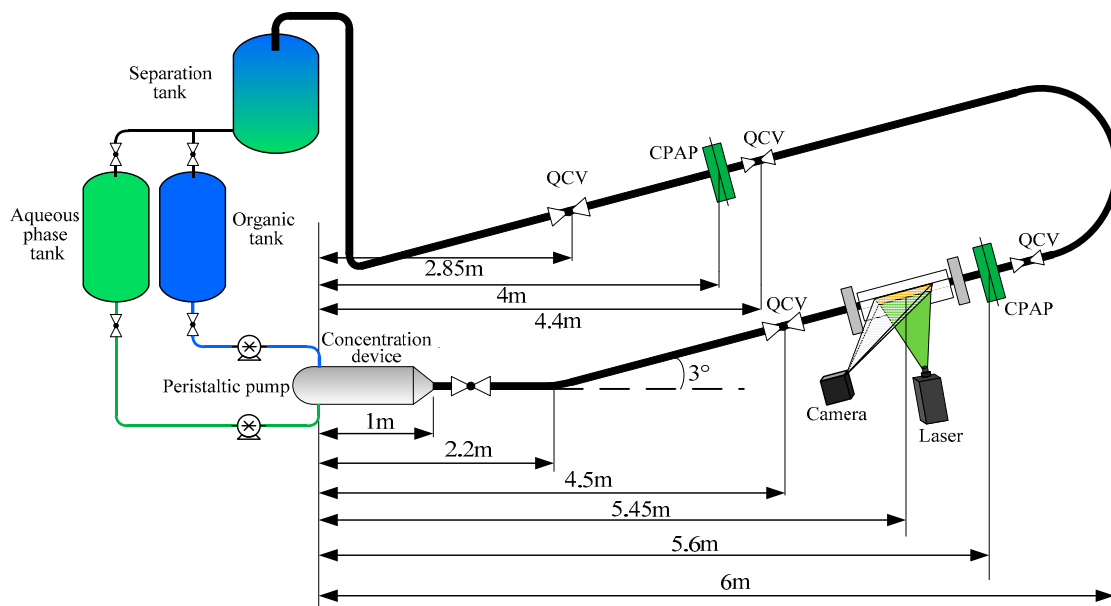 Separation
tank
QCV
CPAP
QCV
Aqueous
phase
tank
Organic
tank
QCV
2.85m
4m
QCV
4.4m
CPAP
Concentration
device
Peristaltic pump
3°
Camera
Laser
1m
2.2m
4.5m
5.45m
5.6m
6m